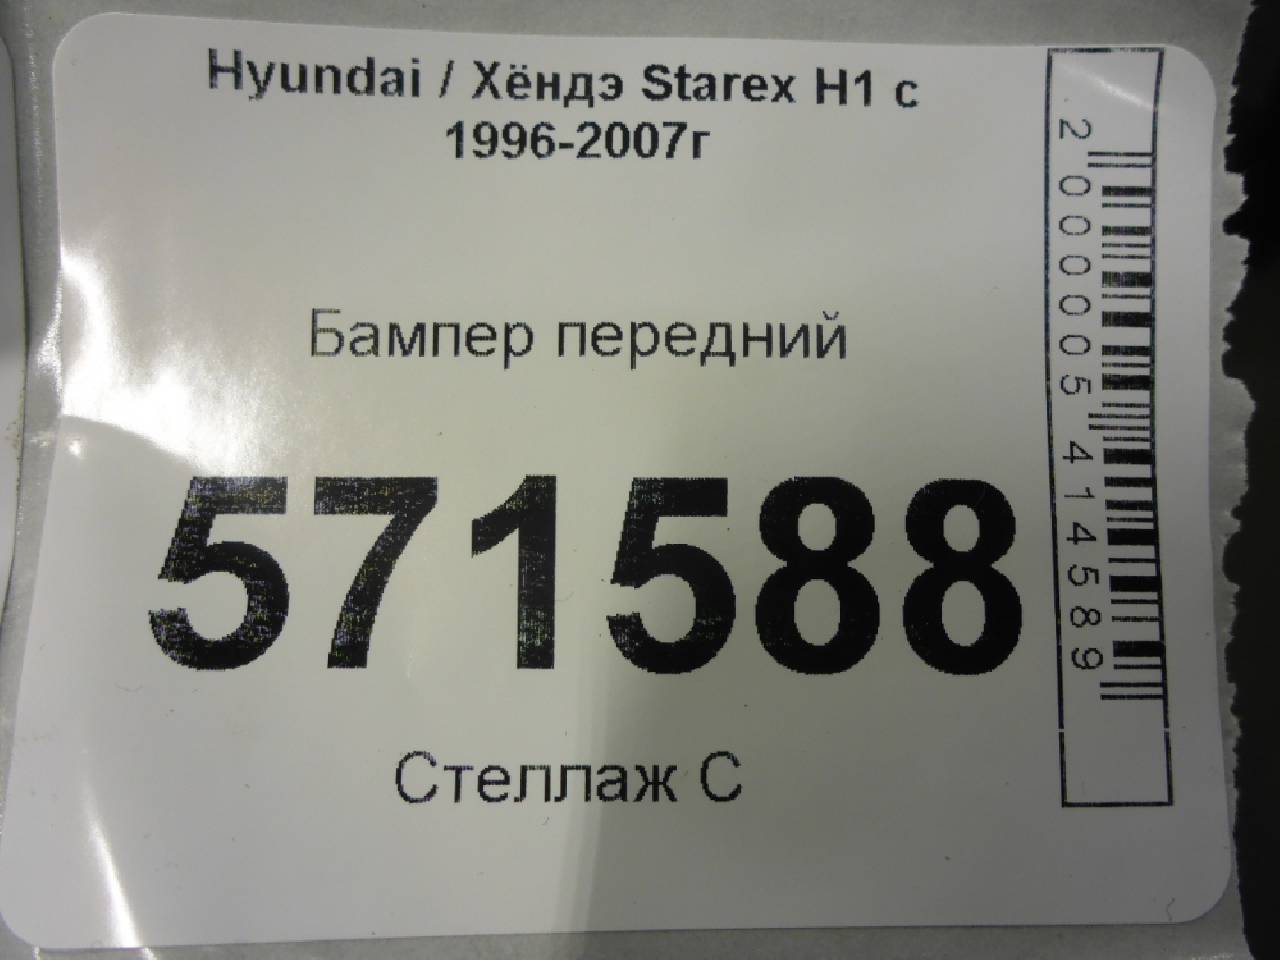 Hyundai / Хёндэ Starex H1 с
1996-2007г
Бампер передний
571588
Стеллаж С
2000005414589